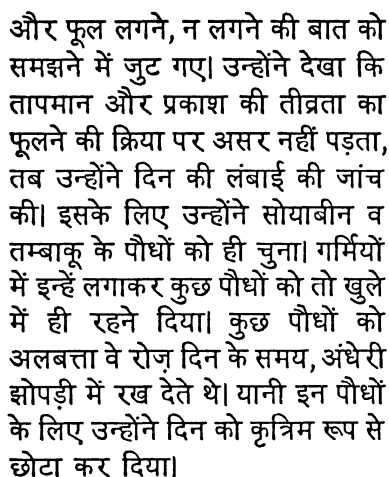 और फूल लगने, न लगने की बात को
समझने में जुट गए। उन्होंने देखा कि
तापमान और प्रकाश की तीव्रता का
फूलने की क्रिया पर असर नहीं पड़ता,
तब उन्होंने दिन की लंबाई की जांच
की। इसके लिए उन्होंने सोयाबीन व
तम्बाकू के पौधों को ही चुना। गर्मियों
में इन्हें लगाकर कुछ पौधों को तो खुले
में ही रहने दिया। कुछ पौधों को
अलबत्ता वे रोज़ दिन के समय, अंधेरी
झोपड़ी में रख देते थे। यानी इन पौधों
के लिए उन्होंने दिन को कृत्रिम रूप से
छोटा कर दिया।